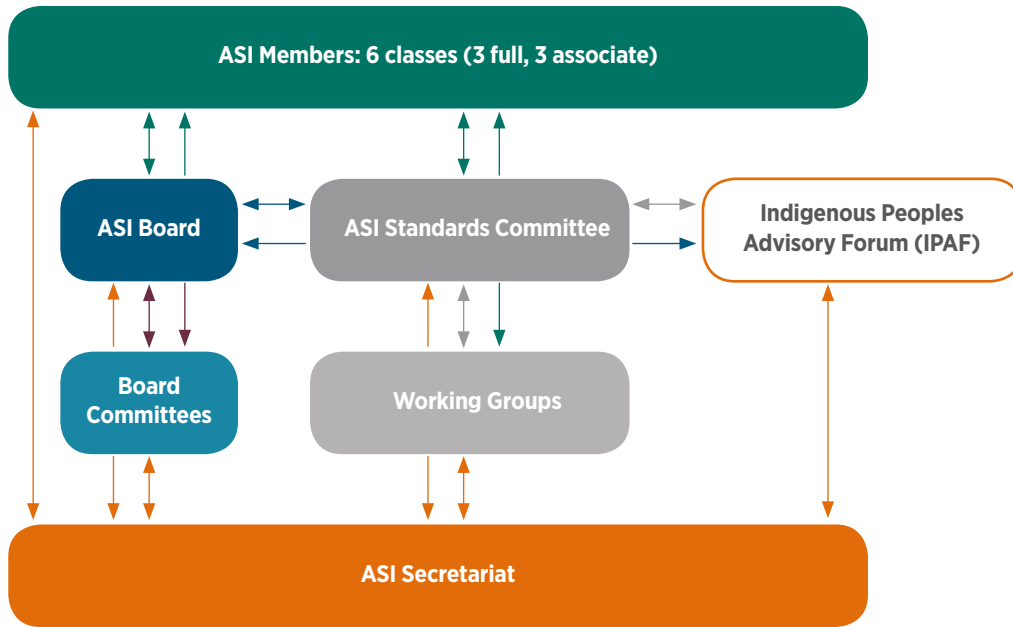 ASI Members: 6 classes (3 full, 3 associate)
ASI Board
ASI Standards Committee
Indigenous Peoples
Advisory Forum (IPAF)
Board
Committees
Working Groups
ASI Secretariat